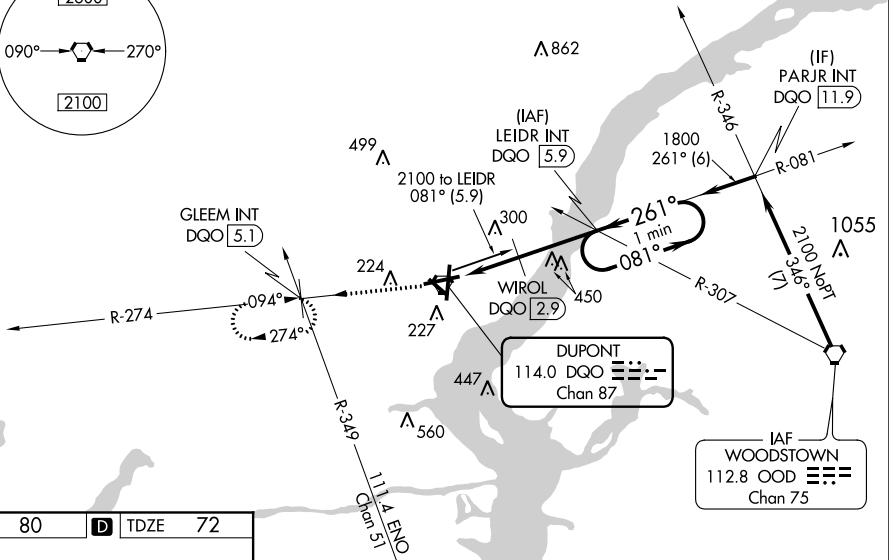 090°
270°
2100
862
(IF)
PARJR INT
DQO 11.9
R-346
(IAF)
LEIDR INT
DQO 5.9
1800
261° (6)
R-081
499
2100 to LEIDR
081° (5.9)
300
261°
1 min
081°
1055
2100 NoPT
346°
(7)
GLEEM INT
DQO 5.1
224
WIROL
DQO 2.9
450
R-307
094°
274°
R-274
227
DUPONT
114.0 DQO
Chan 87
447
560
R-349
111.4 ENO
Chan 51
IAF
WOODSTOWN
112.8 OOD
Chan 75
80 D TDZE 72